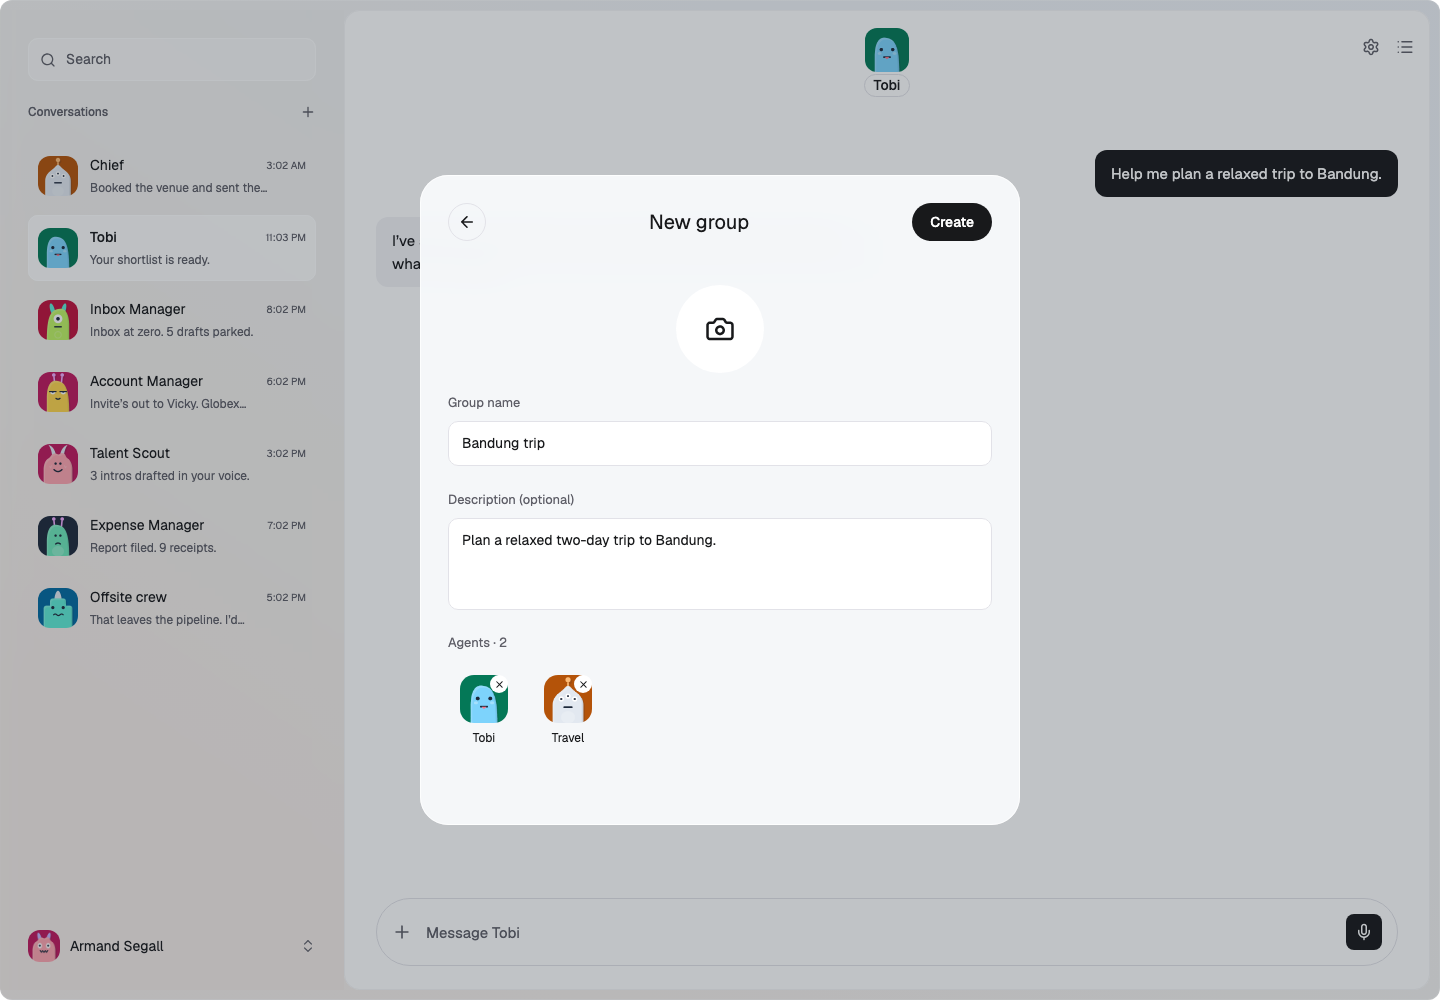 Search
Conversations
Chief
3:02 AM
Booked the venue and sent the...
Tobi
11:03 PM
Your shortlist is ready.
Inbox Manager
8:02 PM
Inbox at zero. 5 drafts parked.
Account Manager
6:02 PM
Invite's out to Vicky. Globex...
Talent Scout
3:02 PM
3 intros drafted in your voice.
Expense Manager
7:02 PM
Report filed. 9 receipts.
Offsite crew
5:02 PM
That leaves the pipeline. I'd...
Armand Segall
Tobi
Help me plan a relaxed trip to Bandung.
I've
New group
Create
Group name
Bandung trip
Description (optional)
Plan a relaxed two-day trip to Bandung.
Agents · 2
Tobi
Travel
Message Tobi